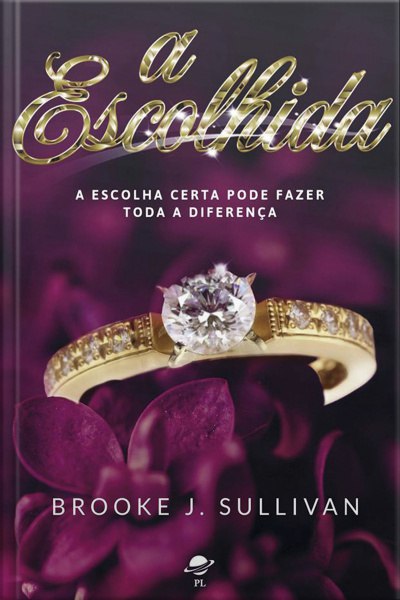 a
Escolhida
A ESCOLHA CERTA PODE FAZER
TODA A DIFERENÇA
BROOKE J. SULLIVAN
PL